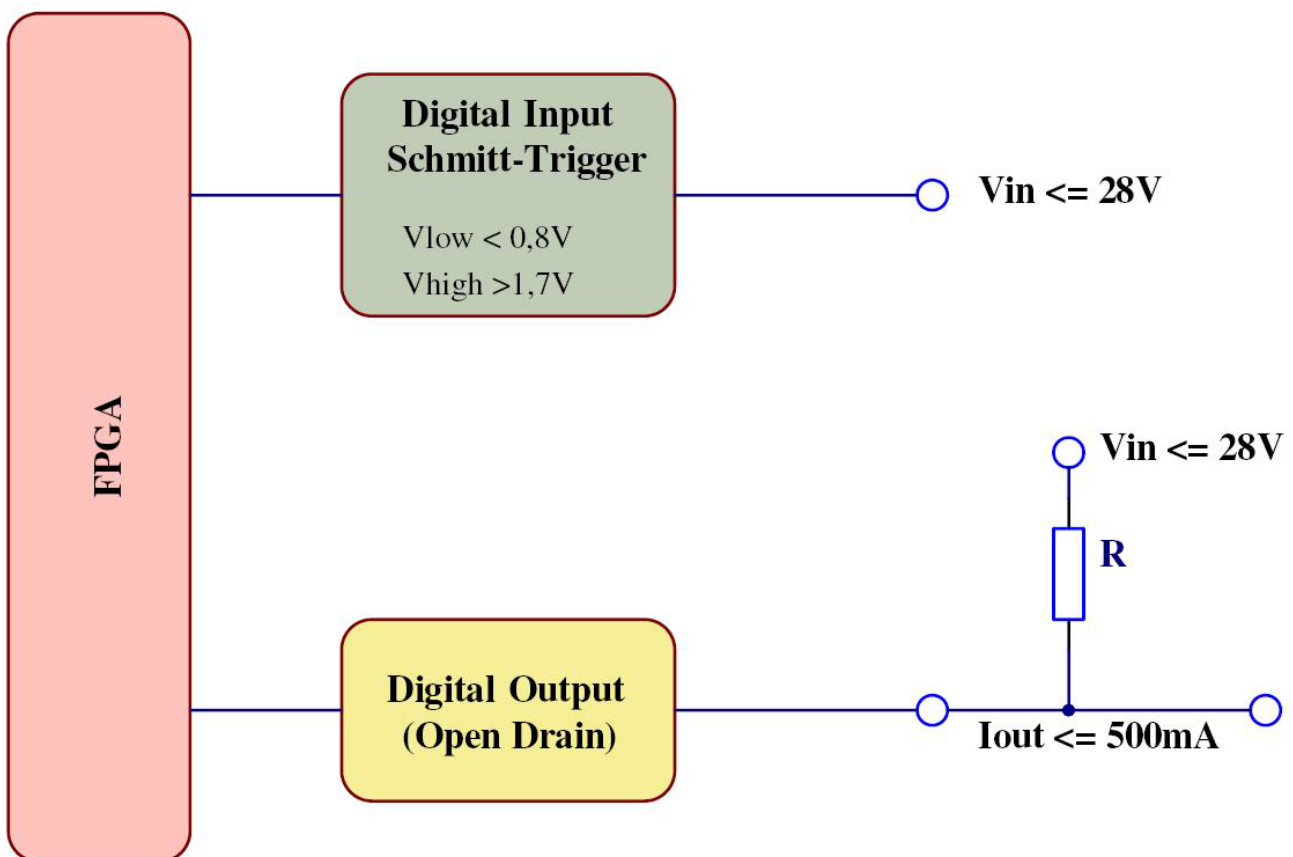 FPGA
Digital Input
Schmitt-Trigger
Vlow < 0,8V
Vhigh >1,7V
Vin <= 28V
Vin <= 28V
R
Digital Output
(Open Drain)
Iout <= 500mA